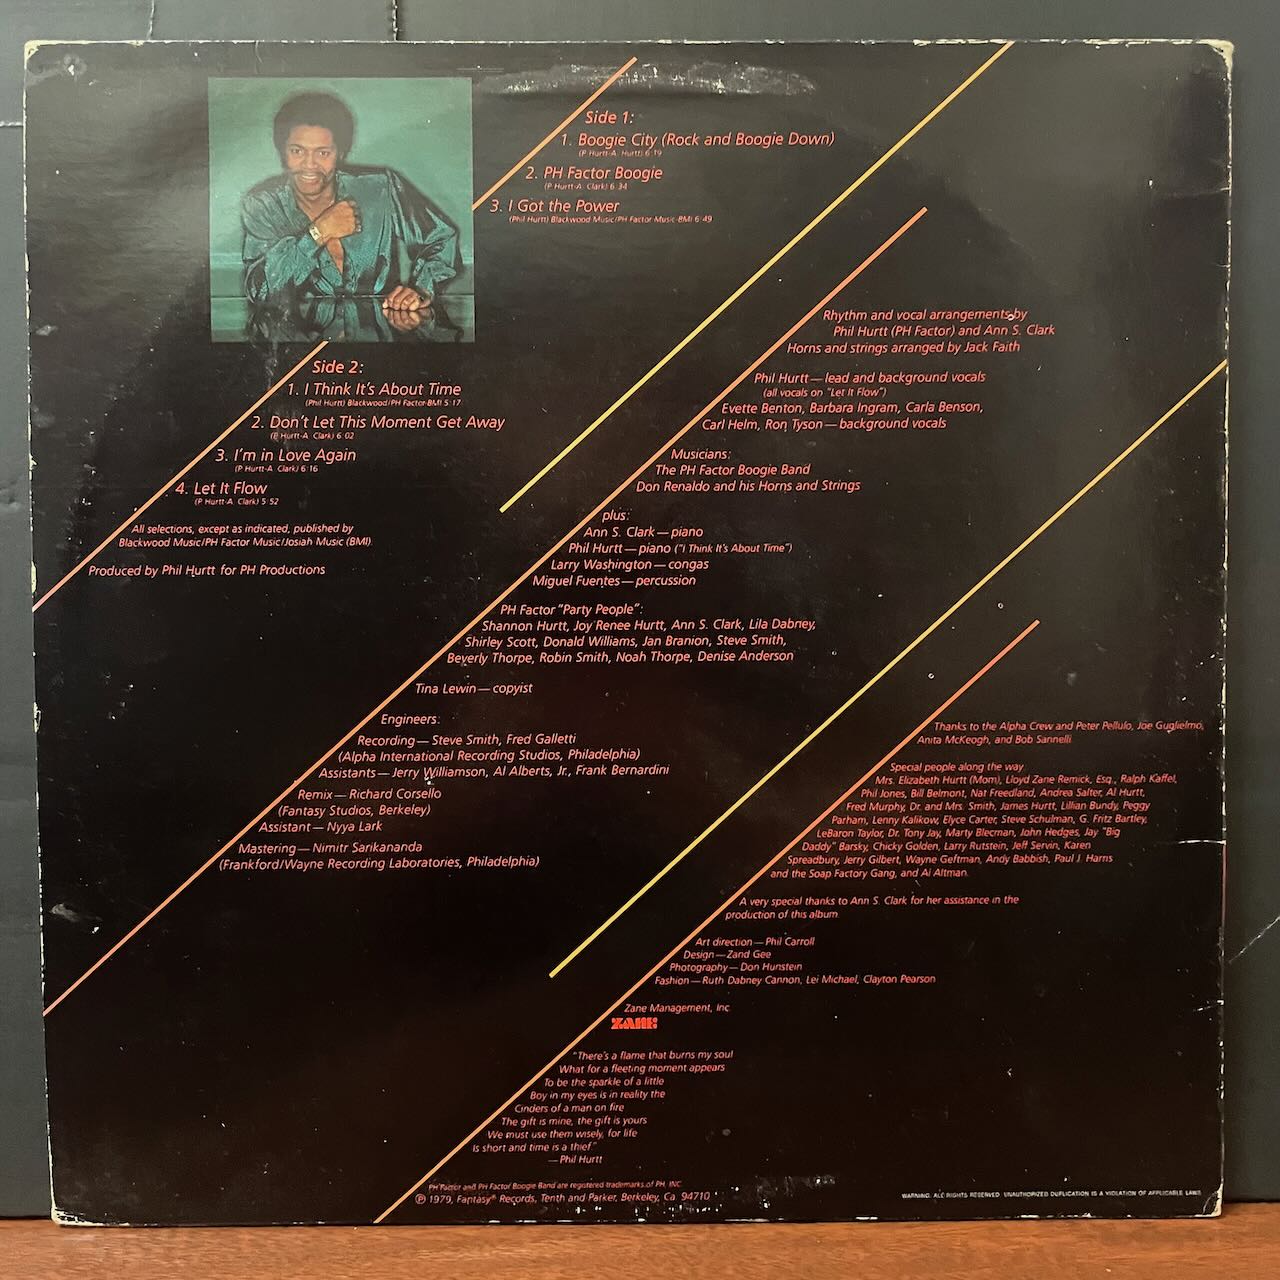 Side 1:
1. Boogie City (Rock and Boogie Down)
(P. Hurtt-A. Hurtt) 6:19
2. PH Factor Boogie
(P. Hurtt-A. Clark) 6:34
3. I Got the Power
(Phil Hurtt) Blackwood Music/PH Factor-Music-BMI 6:49
Side 2:
1. I Think It's About Time
(Phil Hurtt) Blackwood/PH Factor-BMI 5:17
2. Don't Let This Moment Get Away
(P. Hurtt-A. Clark) 6:02
3. I'm in Love Again
(P. Hurtt-A. Clark) 6:16
4. Let It Flow
(P. Hurtt-A. Clark) 5:52
All selections, except as indicated, published by
Blackwood Music/PH Factor Music/Josiah Music (BMI).
Produced by Phil Hurtt for PH Productions
Rhythm and vocal arrangements by
Phil Hurtt (PH Factor) and Ann S. Clark
Horns and strings arranged by Jack Faith
Phil Hurtt—lead and background vocals
(all vocals on "Let It Flow")
Evette Benton, Barbara Ingram, Carla Benson,
Carl Helm, Ron Tyson—background vocals
Musicians:
The PH Factor Boogie Band
Don Renaldo and his Horns and Strings
plus:
Ann S. Clark—piano
Phil Hurtt—piano ("I Think It's About Time")
Larry Washington—congas
Miguel Fuentes—percussion
PH Factor "Party People":
Shannon Hurtt, Joy Renee Hurtt, Ann S. Clark, Lila Dabney,
Shirley Scott, Donald Williams, Jan Branion, Steve Smith,
Beverly Thorpe, Robin Smith, Noah Thorpe, Denise Anderson
Tina Lewin—copyist
Engineers:
Recording—Steve Smith, Fred Galletti
(Alpha International Recording Studios, Philadelphia)
Assistants—Jerry Williamson, Al Alberts, Jr., Frank Bernardini
Remix—Richard Corsello
(Fantasy Studios, Berkeley)
Assistant—Nyya Lark
Mastering—Nimitr Sarikananda
(Frankford/Wayne Recording Laboratories, Philadelphia)
Thanks to the Alpha Crew and Peter Pellulo, Joe Guglielmo,
Anita McKeogh, and Bob Sannelli
Special people along the way
Mrs. Elizabeth Hurtt (Mom), Lloyd Zane Remick, Esq., Ralph Kaffel,
Phil Jones, Bill Belmont, Nat Freedland, Andrea Salter, Al Hurtt,
Fred Murphy, Dr. and Mrs. Smith, James Hurtt, Lillian Bundy, Peggy
Parham, Lenny Kalikow, Elyce Carter, Steve Schulman, G. Fritz Bartley,
LeBaron Taylor, Dr. Tony Jay, Marty Blecman, John Hedges, Jay "Big
Daddy" Barsky, Chicky Golden, Larry Rutstein, Jeff Servin, Karen
Spreadbury, Jerry Gilbert, Wayne Geftman, Andy Babbish, Paul J. Harris
and the Soap Factory Gang, and Al Altman.
A very special thanks to Ann S. Clark for her assistance in the
production of this album
Art direction—Phil Carroll
Design—Zand Gee
Photography—Don Hunstein
Fashion—Ruth Dabney Cannon, Lei Michael, Clayton Pearson
Zane Management, Inc.
ZANE
"There's a flame that burns my soul
What for a fleeting moment appears
To be the sparkle of a little
Boy in my eyes is in reality the
Cinders of a man on fire
The gift is mine, the gift is yours
We must use them wisely, for life
Is short and time is a thief."
—Phil Hurtt
PH Factor and PH Factor Boogie Band are registered trademarks of PH, INC.
℗ 1979, Fantasy® Records, Tenth and Parker, Berkeley, Ca. 94710
WARNING: ALL RIGHTS RESERVED. UNAUTHORIZED DUPLICATION IS A VIOLATION OF APPLICABLE LAWS